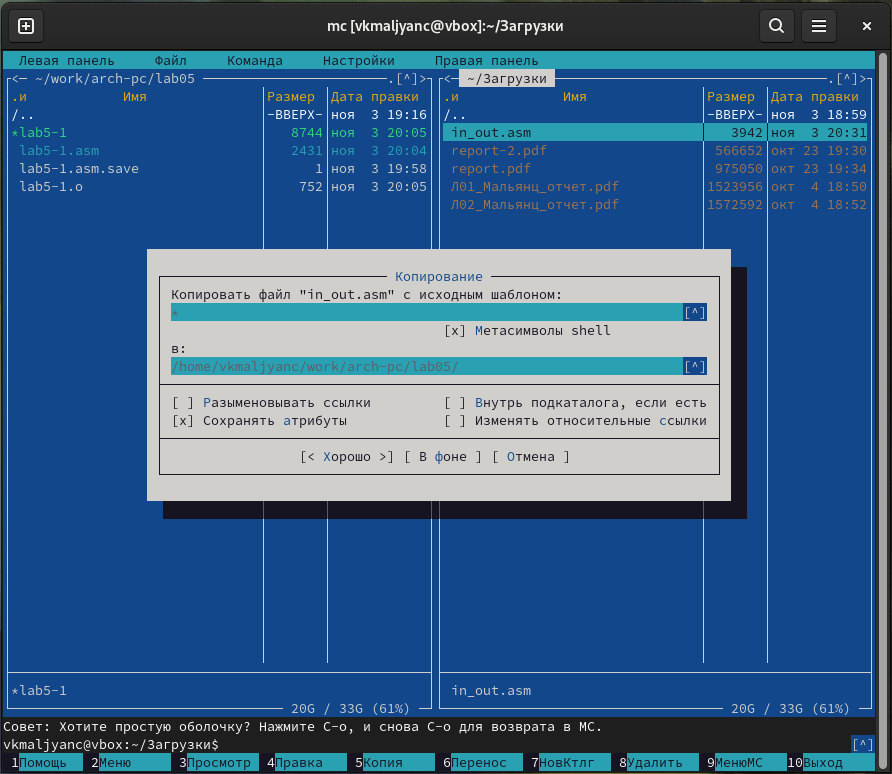 mc [vkmaljyanc@vbox]:~/Загрузки
Левая панель Файл Команда Настройки Правая панель
<─ ~/work/arch-pc/lab05 .[^]> <─ ~/Загрузки .[^]>
.и Имя Размер Дата правки .и Имя Размер Дата правки
/.. -ВВЕРХ- ноя 3 19:16 /.. -ВВЕРХ- ноя 3 18:59
*lab5-1 8744 ноя 3 20:05 in_out.asm 3942 ноя 3 20:31
lab5-1.asm 2431 ноя 3 20:04 report-2.pdf 566652 окт 23 19:30
lab5-1.asm.save 1 ноя 3 19:58 report.pdf 975050 окт 23 19:34
lab5-1.o 752 ноя 3 20:05 Л01_Мальянц_отчет.pdf 1523956 окт 4 18:50
Л02_Мальянц_отчет.pdf 1572592 окт 4 18:52
Копирование
Копировать файл "in_out.asm" с исходным шаблоном:
* [^]
[x] Метасимволы shell
в:
/home/vkmaljyanc/work/arch-pc/lab05/ [^]
[ ] Разыменовывать ссылки [ ] Внутрь подкаталога, если есть
[x] Сохранять атрибуты [ ] Изменять относительные ссылки
[< Хорошо >] [ В фоне ] [ Отмена ]
*lab5-1 in_out.asm
20G / 33G (61%) 20G / 33G (61%)
Совет: Хотите простую оболочку? Нажмите C-o, и снова C-o для возврата в MC.
vkmaljyanc@vbox:~/Загрузки$ [^]
1Помощь 2Меню 3Просмотр 4Правка 5Копия 6Перенос 7НовКтлг 8Удалить 9МенюMC 10Выход